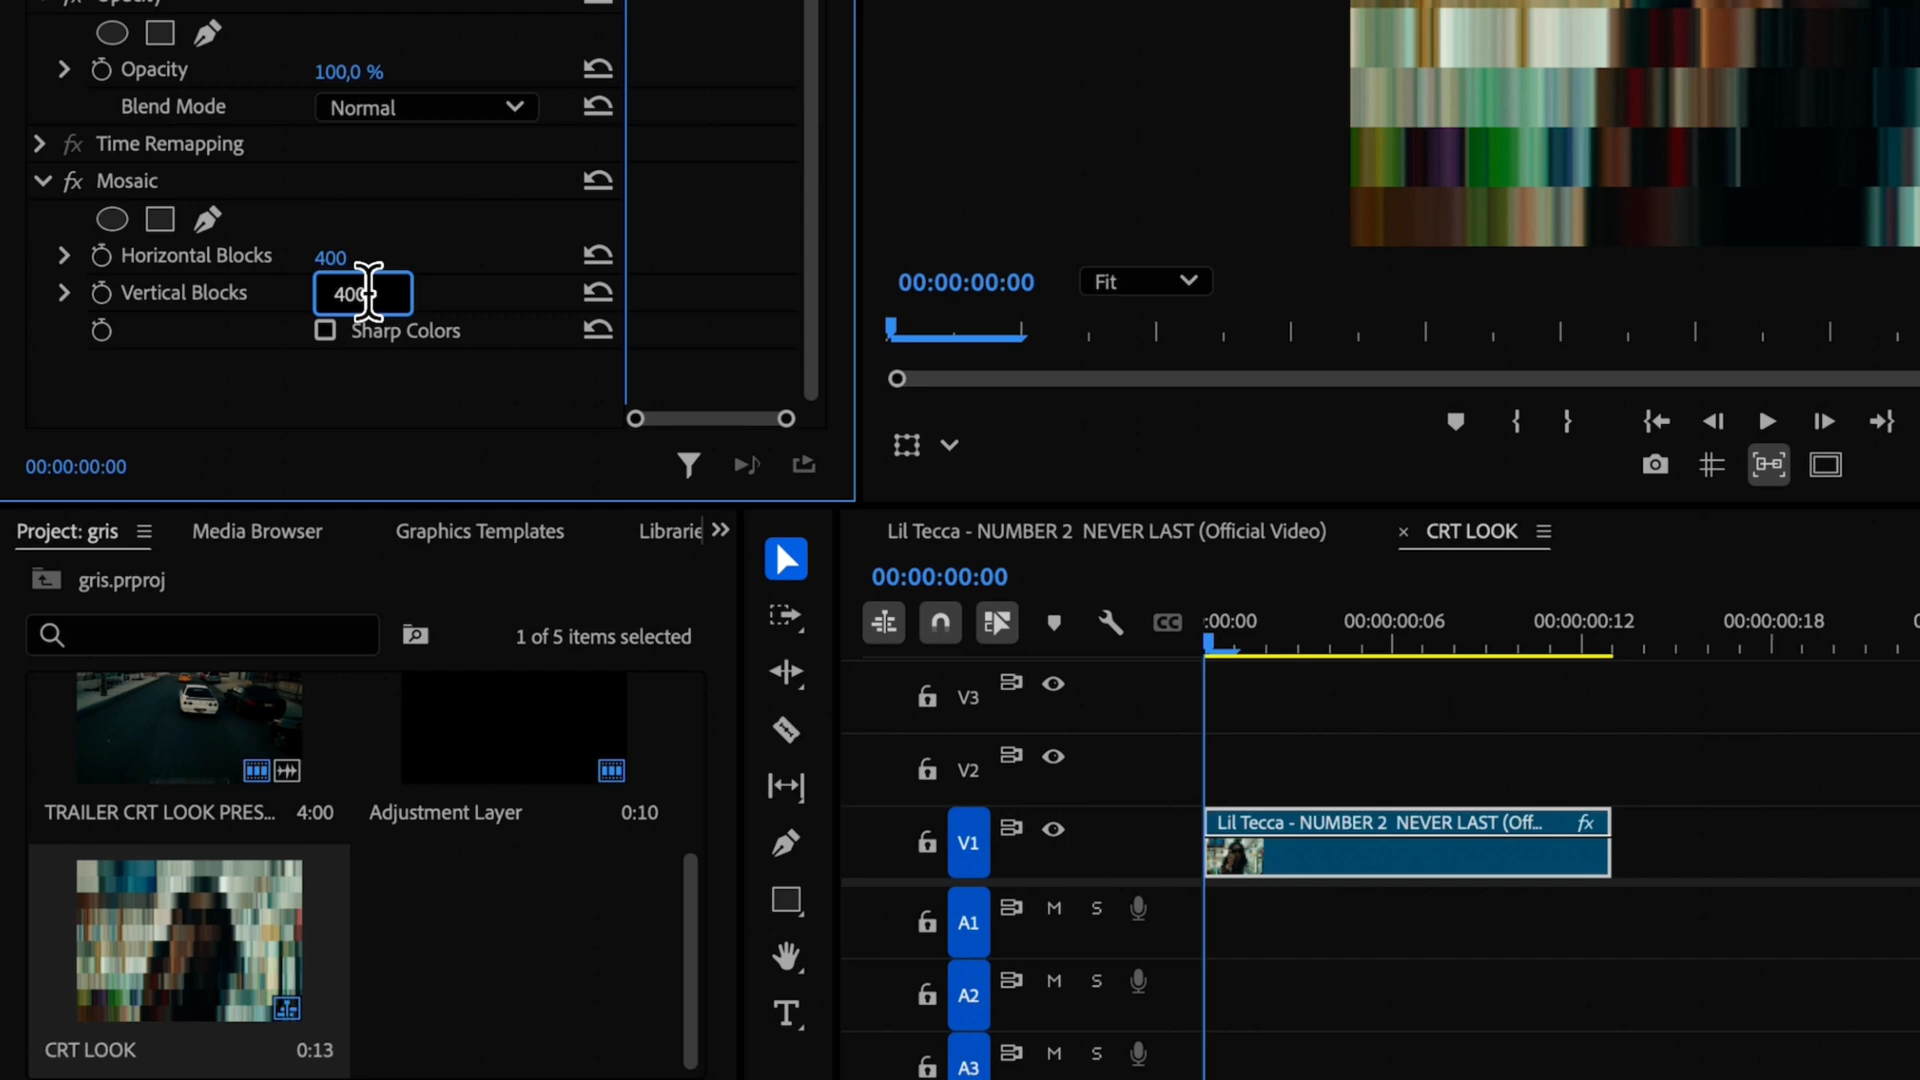 Opacity
Opacity 100,0 %
Blend Mode Normal
fx Time Remapping
fx Mosaic
Horizontal Blocks 400
Vertical Blocks 400
Sharp Colors
00:00:00:00
00:00:00:00 Fit
Project: gris Media Browser Graphics Templates Librarie
gris.prproj
1 of 5 items selected
TRAILER CRT LOOK PRES... 4:00
Adjustment Layer 0:10
CRT LOOK 0:13
T
Lil Tecca - NUMBER 2 NEVER LAST (Official Video) × CRT LOOK
00:00:00:00
CC
:00:00 00:00:00:06 00:00:00:12 00:00:00:18
V3
V2
V1
Lil Tecca - NUMBER 2 NEVER LAST (Off... fx
A1 M S
A2 M S
A3 M S